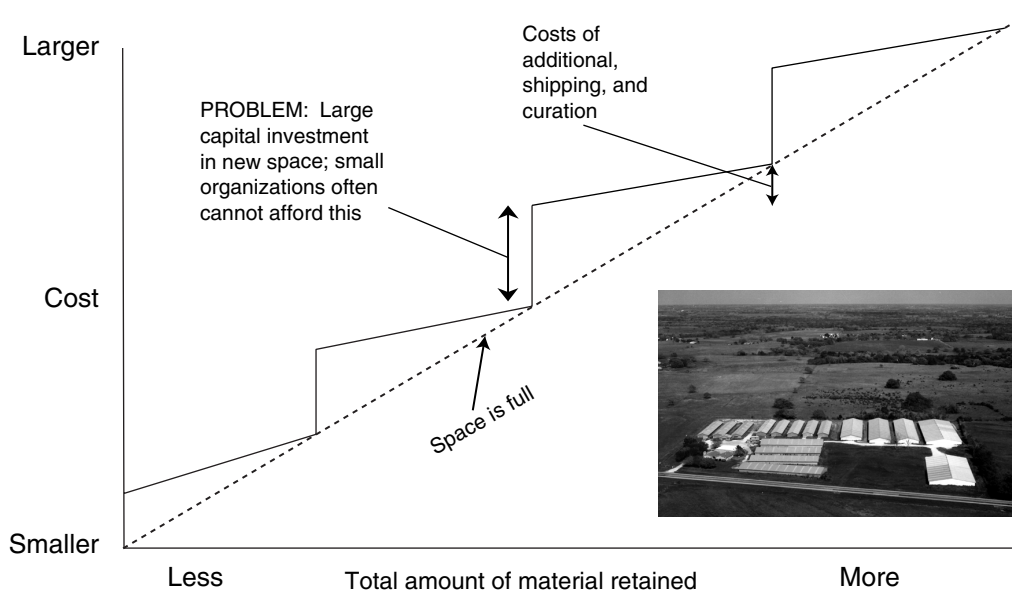 Larger
Costs of
additional,
shipping, and
curation
PROBLEM:  Large
capital investment
in new space; small
organizations often
cannot afford this
Cost
Space is full
Smaller
Less
Total amount of material retained
More